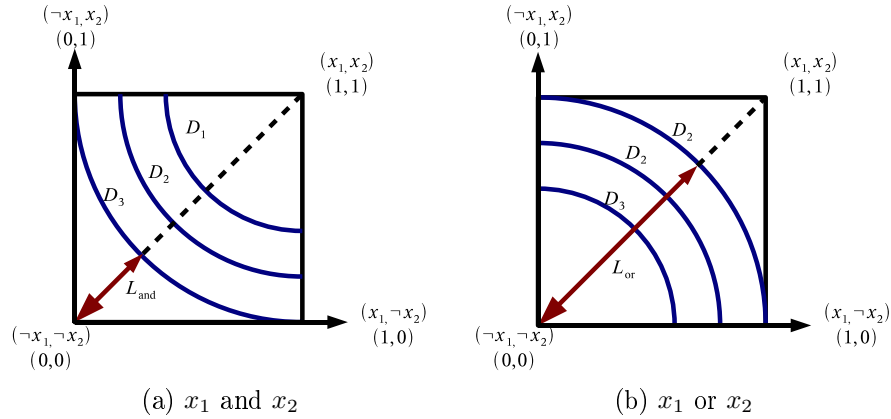 (¬x₁,x₂)
(0,1)
(x₁,x₂)
(1,1)
D₁
D₂
D₃
L_and
(x₁,¬x₂)
(1,0)
(¬x₁,¬x₂)
(0,0)
(a) x₁ and x₂
(¬x₁,x₂)
(0,1)
(x₁,x₂)
(1,1)
D₂
D₂
D₃
L_or
(x₁,¬x₂)
(1,0)
(¬x₁,¬x₂)
(0,0)
(b) x₁ or x₂